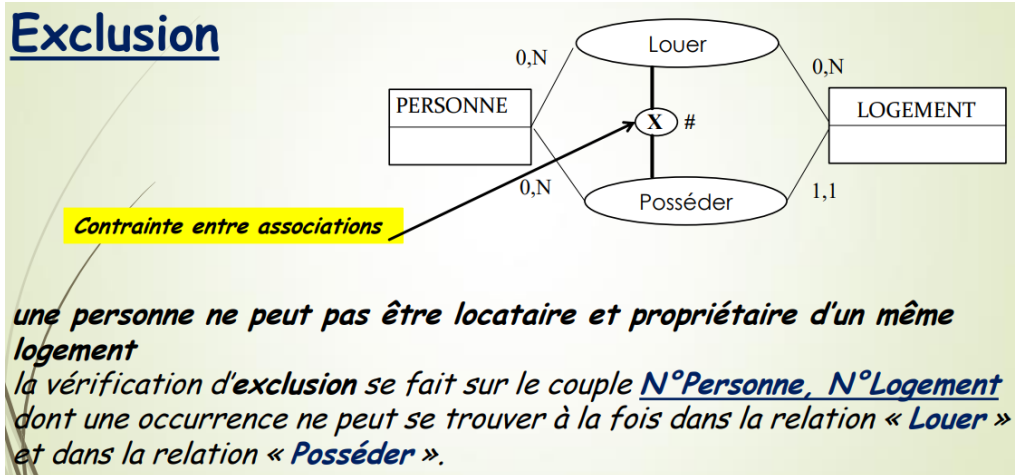 Exclusion
Louer
0,N
0,N
PERSONNE
LOGEMENT
X #
0,N
1,1
Posséder
Contrainte entre associations
une personne ne peut pas être locataire et propriétaire d'un même
logement
la vérification d'exclusion se fait sur le couple N°Personne, N°Logement
dont une occurrence ne peut se trouver à la fois dans la relation « Louer »
et dans la relation « Posséder ».